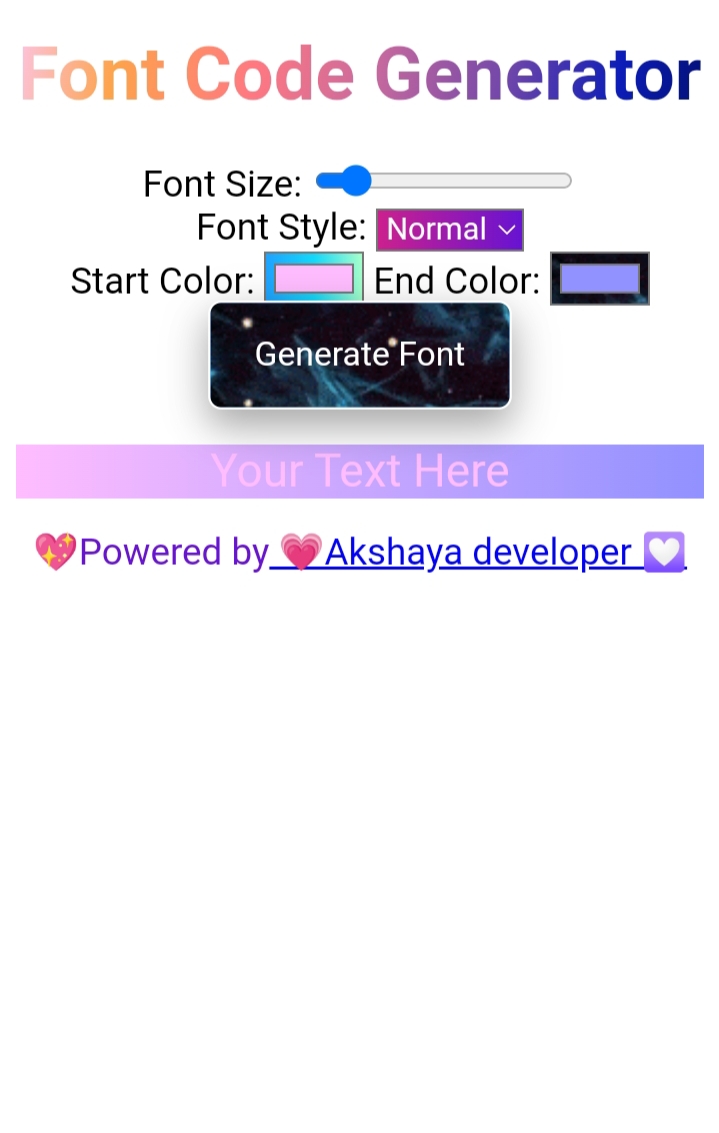 Font Code Generator
Font Size:
Font Style: Normal
Start Color: End Color:
Generate Font
Your Text Here
💖Powered by 💗Akshaya developer 💟